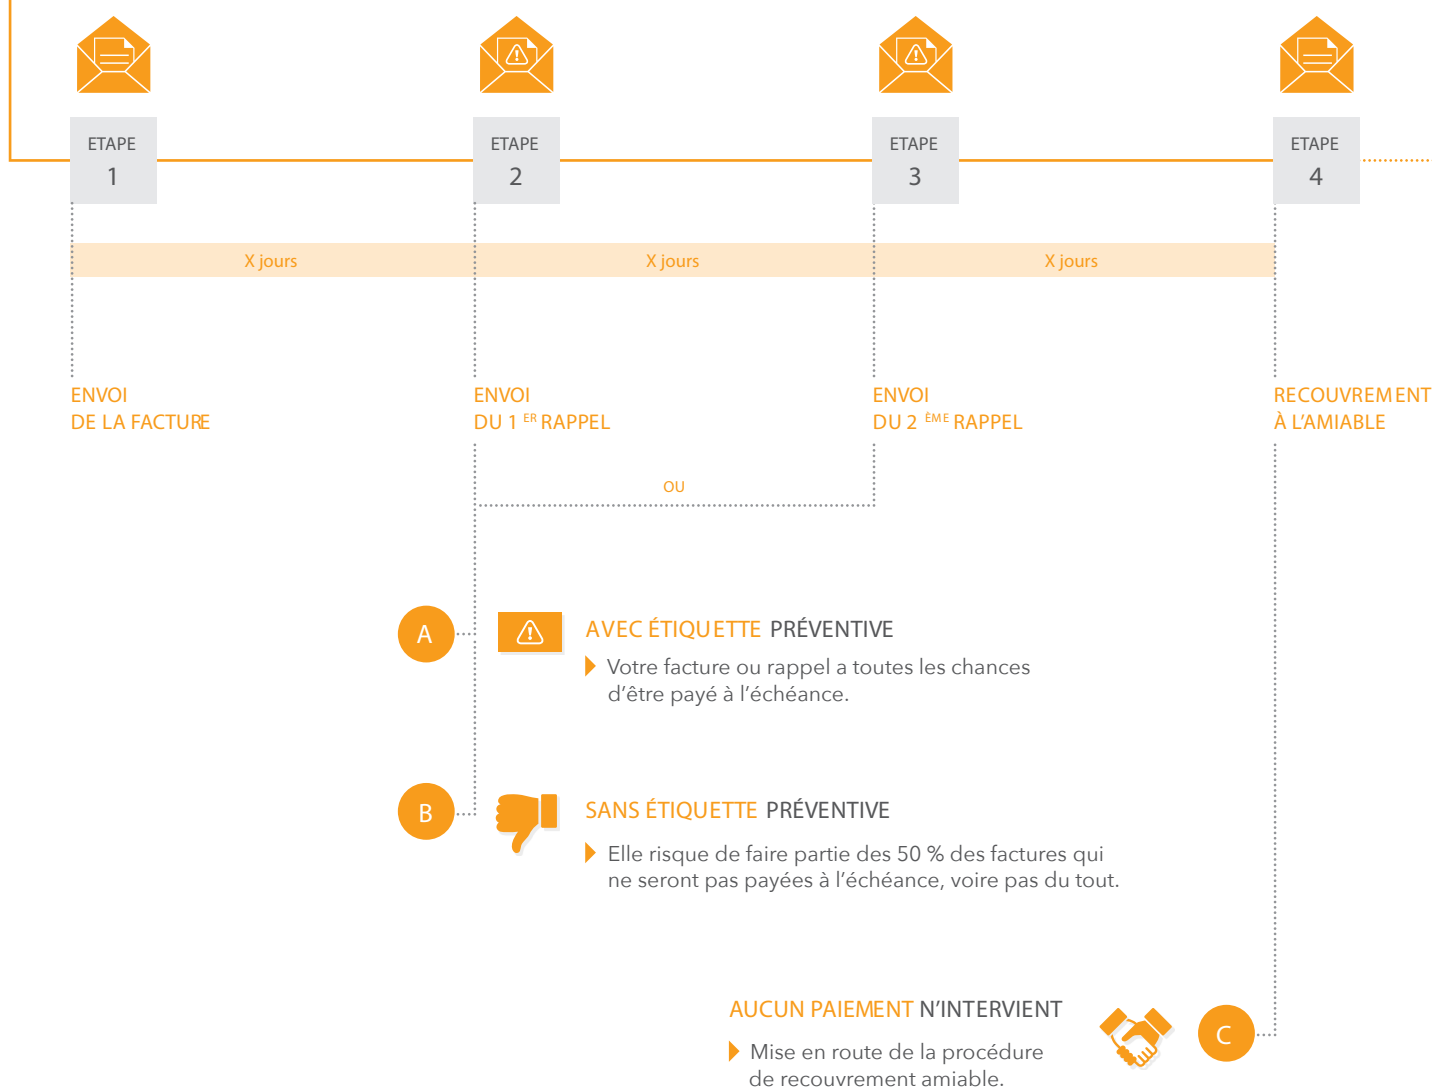 ETAPE
1
ETAPE
2
ETAPE
3
ETAPE
4
X jours
X jours
X jours
ENVOI
DE LA FACTURE
ENVOI
DU 1 ER RAPPEL
ENVOI
DU 2 ÈME RAPPEL
RECOUVREMENT
À L’AMIABLE
OU
A
AVEC ÉTIQUETTE PRÉVENTIVE
Votre facture ou rappel a toutes les chances
d’être payé à l’échéance.
B
SANS ÉTIQUETTE PRÉVENTIVE
Elle risque de faire partie des 50 % des factures qui
ne seront pas payées à l’échéance, voire pas du tout.
AUCUN PAIEMENT N’INTERVIENT
C
Mise en route de la procédure
de recouvrement amiable.